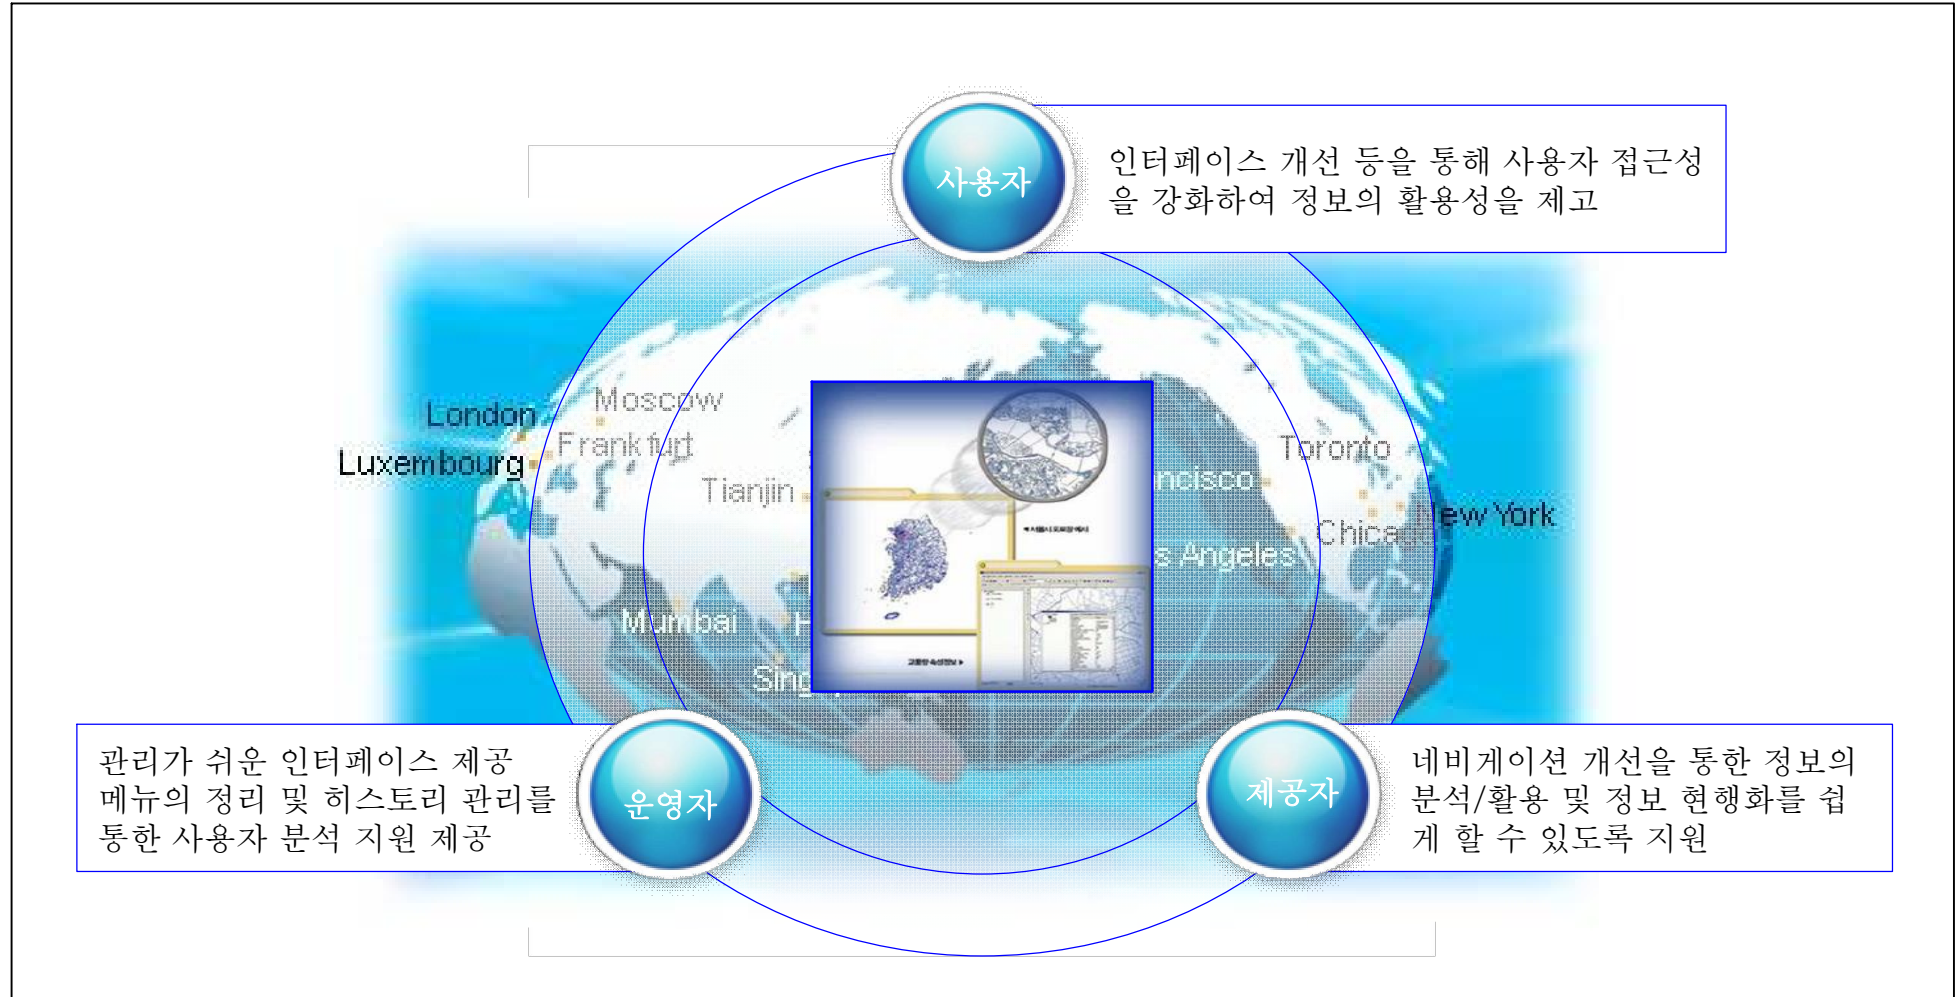 사용자
인터페이스 개선 등을 통해 사용자 접근성
을 강화하여 정보의 활용성을 제고
London
Moscow
Luxembourg
Frankfurt
Tianjin
Toronto
ncisco
New York
Chica
s Angeles
Mumbai
H
Sing
관리가 쉬운 인터페이스 제공
메뉴의 정리 및 히스토리 관리를
통한 사용자 분석 지원 제공
운영자
제공자
네비게이션 개선을 통한 정보의
분석/활용 및 정보 현행화를 쉽
게 할 수 있도록 지원